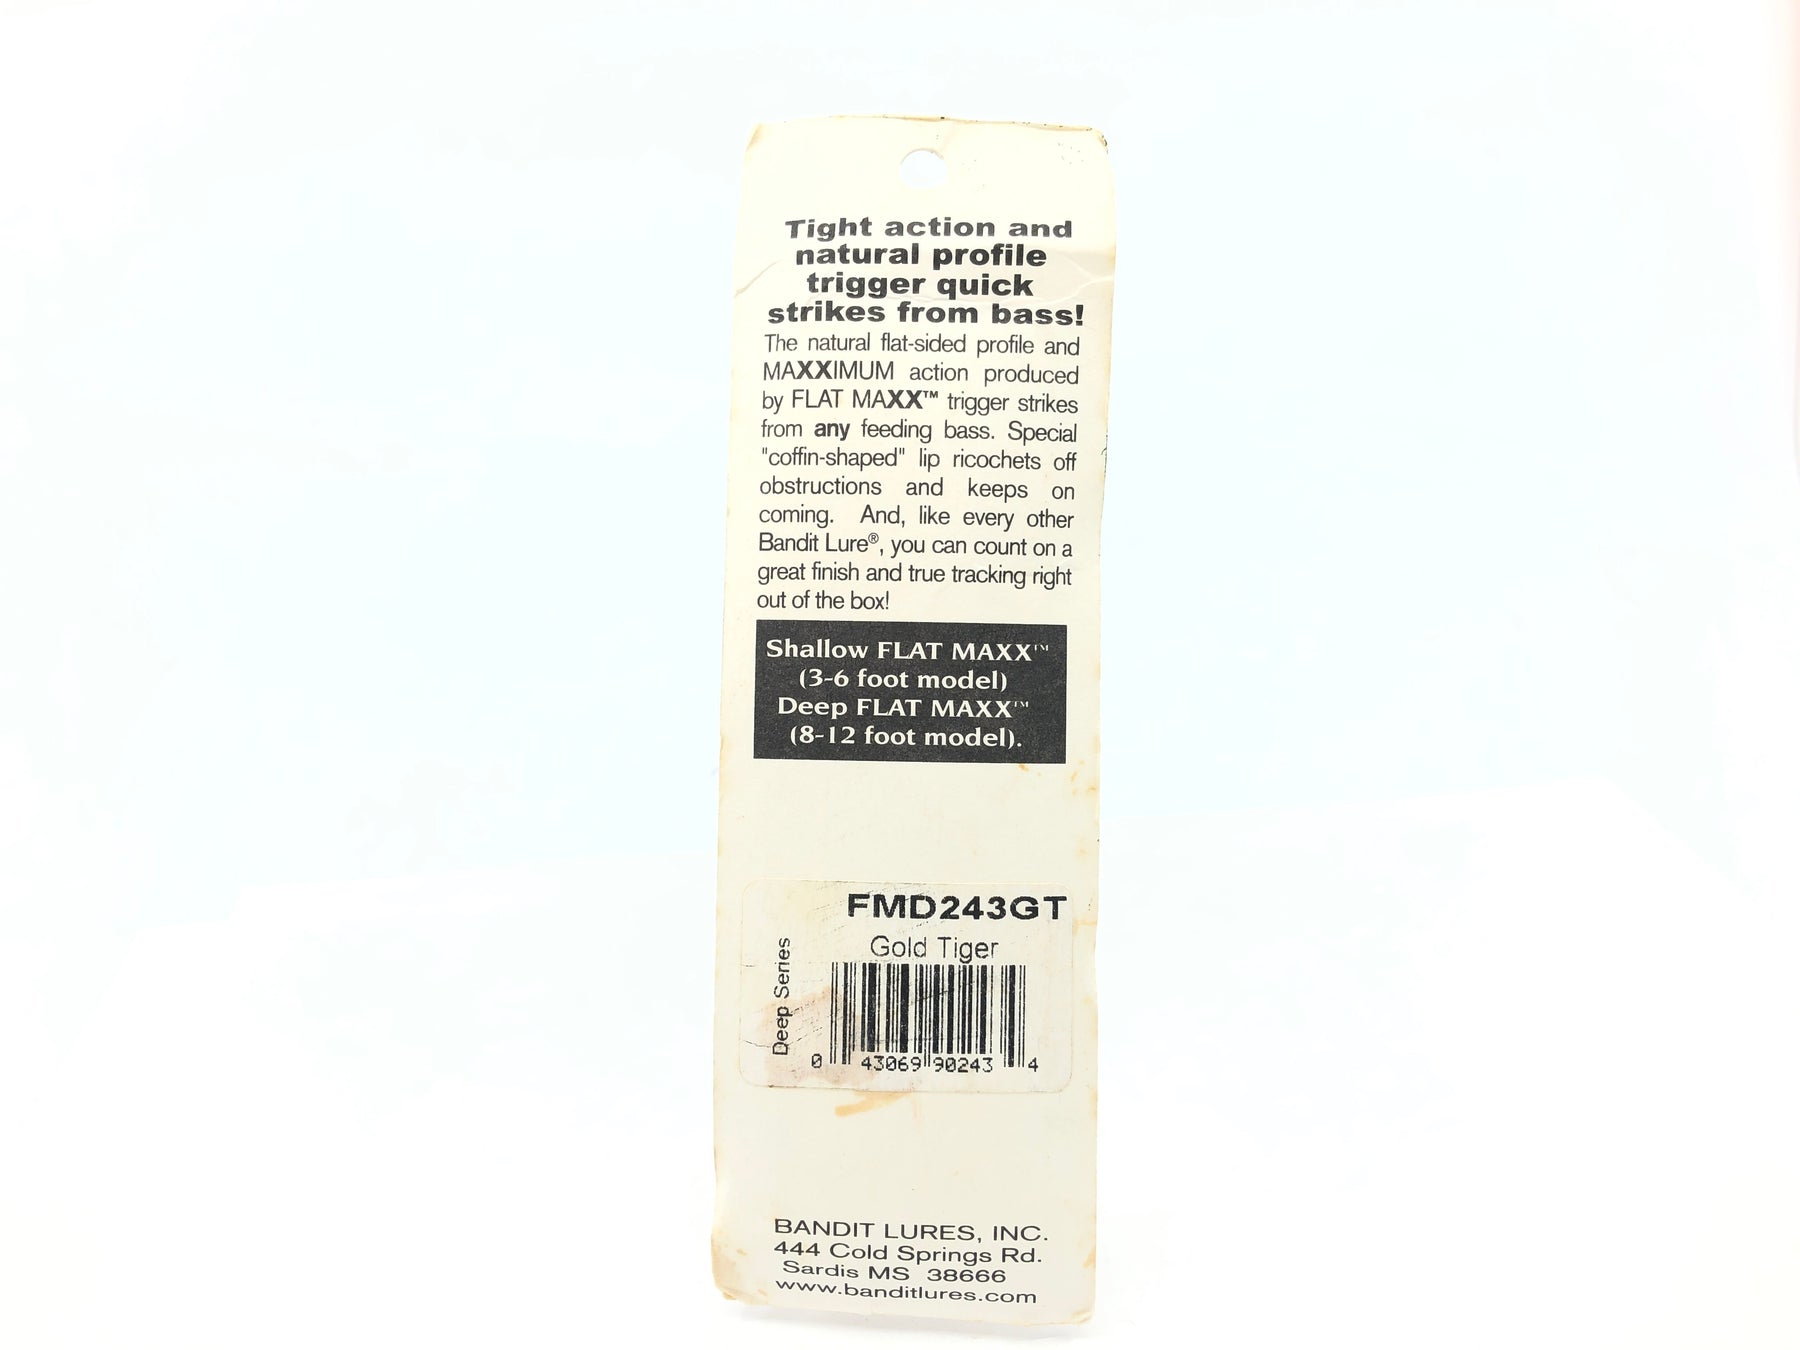 Tight action and
natural profile
trigger quick
strikes from bass!
The natural flat-sided profile and
MAXXIMUM action produced
by FLAT MAXX™ trigger strikes
from any feeding bass. Special
"coffin-shaped" lip ricochets off
obstructions and keeps on
coming. And, like every other
Bandit Lure®, you can count on a
great finish and true tracking right
out of the box!
Shallow FLAT MAXX™
(3-6 foot model)
Deep FLAT MAXX™
(8-12 foot model).
FMD243GT
Gold Tiger
Deep Series
0 43069 90243 4
BANDIT LURES, INC.
444 Cold Springs Rd.
Sardis MS 38666
www.banditlures.com